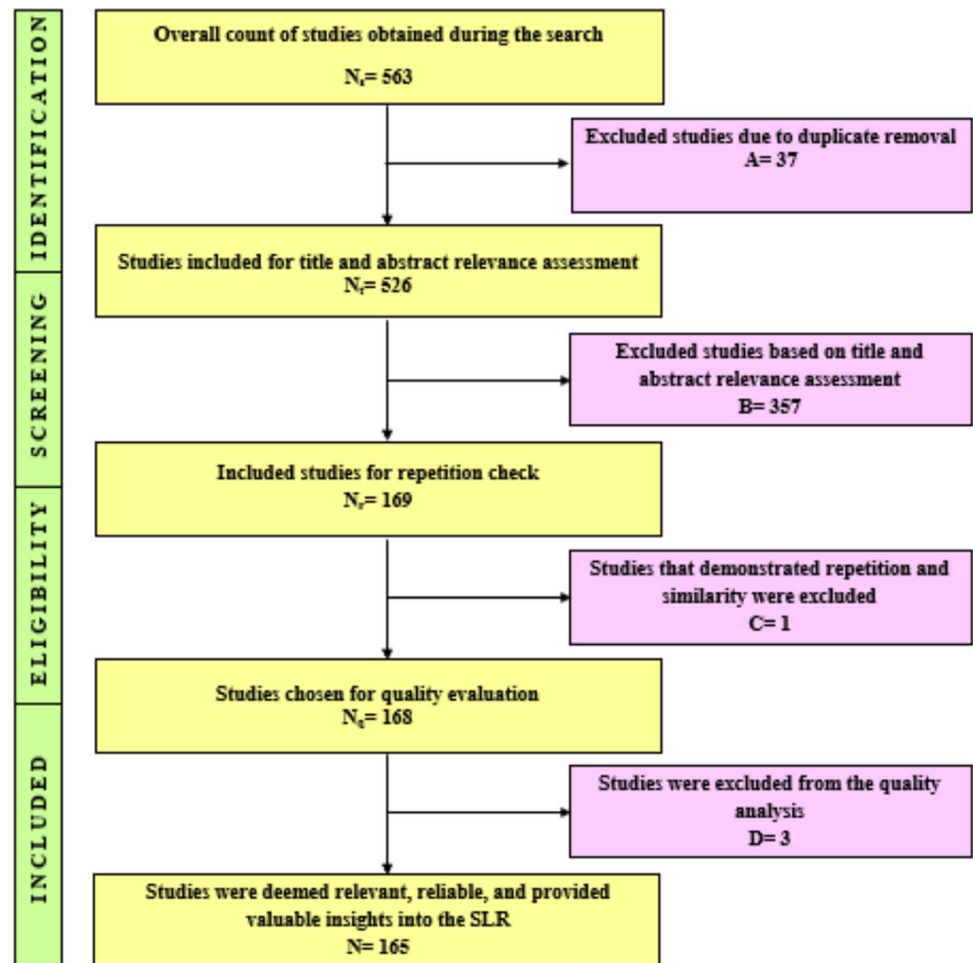 IDENTIFICATION
Overall count of studies obtained during the search
Nₛ= 563
Excluded studies due to duplicate removal
A= 37
Studies included for title and abstract relevance assessment
Nₜ= 526
SCREENING
Excluded studies based on title and
abstract relevance assessment
B= 357
Included studies for repetition check
Nᵣ= 169
ELIGIBILITY
Studies that demonstrated repetition and
similarity were excluded
C= 1
Studies chosen for quality evaluation
N_q= 168
INCLUDED
Studies were excluded from the quality
analysis
D= 3
Studies were deemed relevant, reliable, and provided
valuable insights into the SLR
N= 165